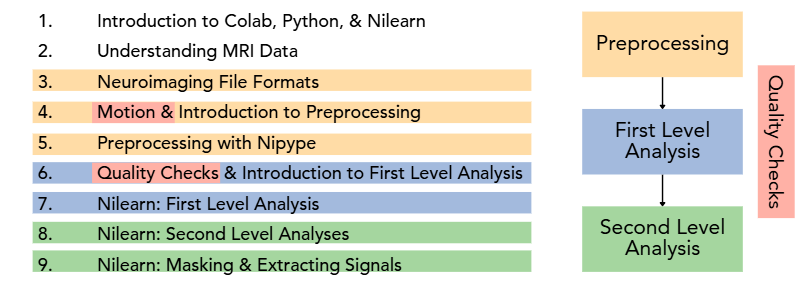 1. Introduction to Colab, Python, & Nilearn
2. Understanding MRI Data
3. Neuroimaging File Formats
4. Motion & Introduction to Preprocessing
5. Preprocessing with Nipype
6. Quality Checks & Introduction to First Level Analysis
7. Nilearn: First Level Analysis
8. Nilearn: Second Level Analyses
9. Nilearn: Masking & Extracting Signals
Preprocessing
First Level
Analysis
Second Level
Analysis
Quality Checks